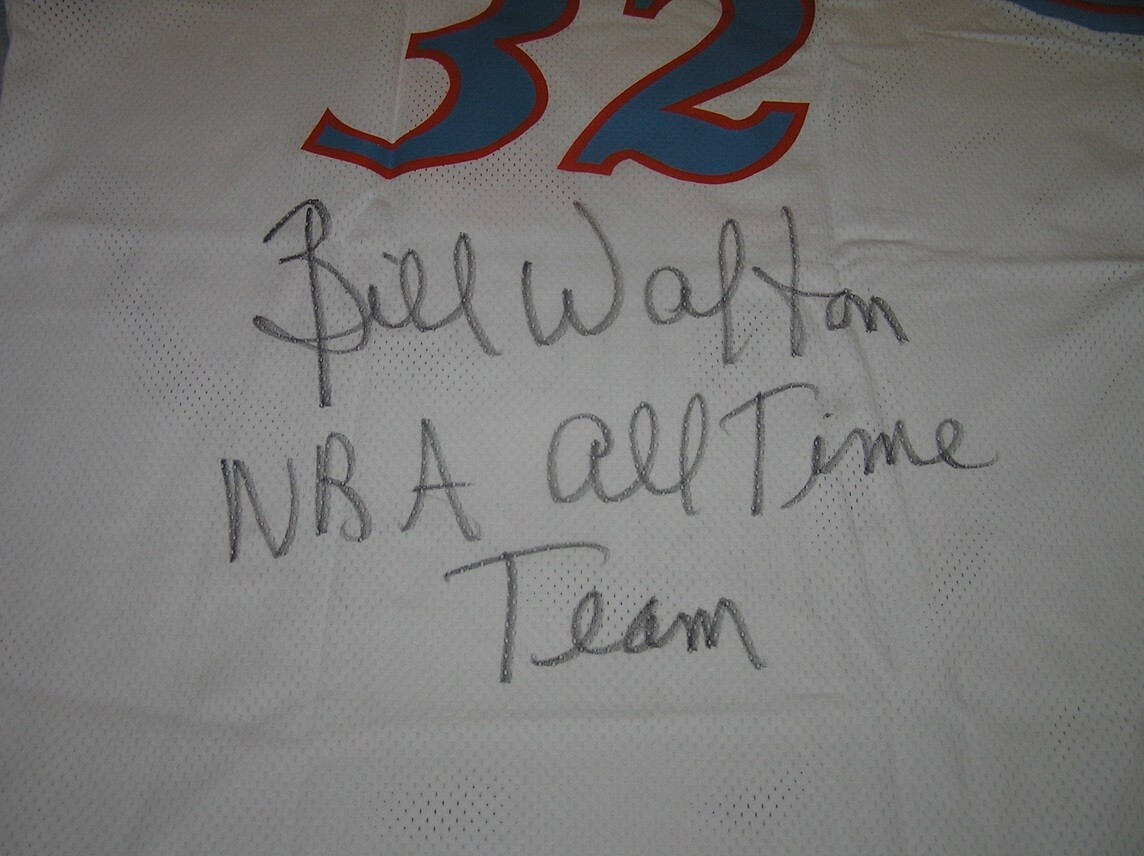 32
Bill Walton
NBA All Time
Team